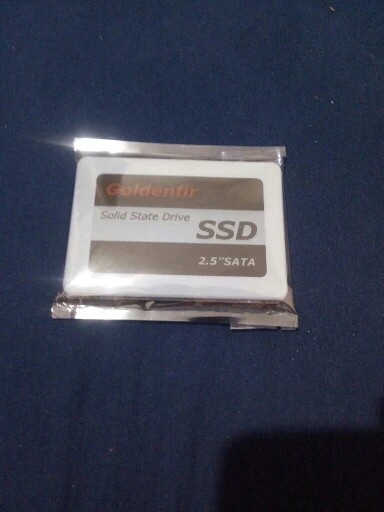 Goldenfir
Solid State Drive
SSD
2.5"SATA